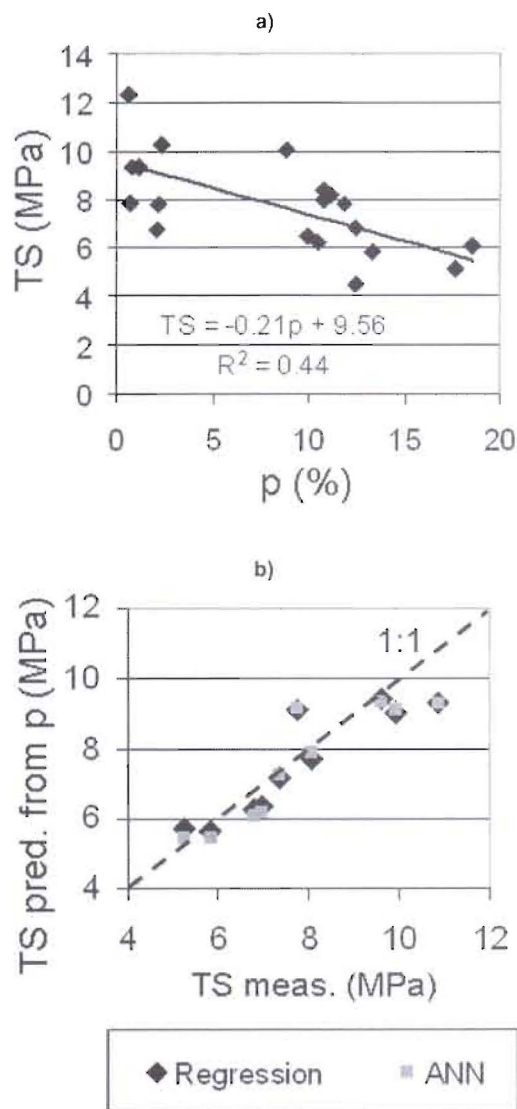 a)
14
12
10
8
6
4
2
0
TS (MPa)
TS = -0.21p + 9.56
R² = 0.44
0 5 10 15 20
p (%)
b)
12
10
8
6
4
TS pred. from p (MPa)
1:1
4 6 8 10 12
TS meas. (MPa)
Regression ANN